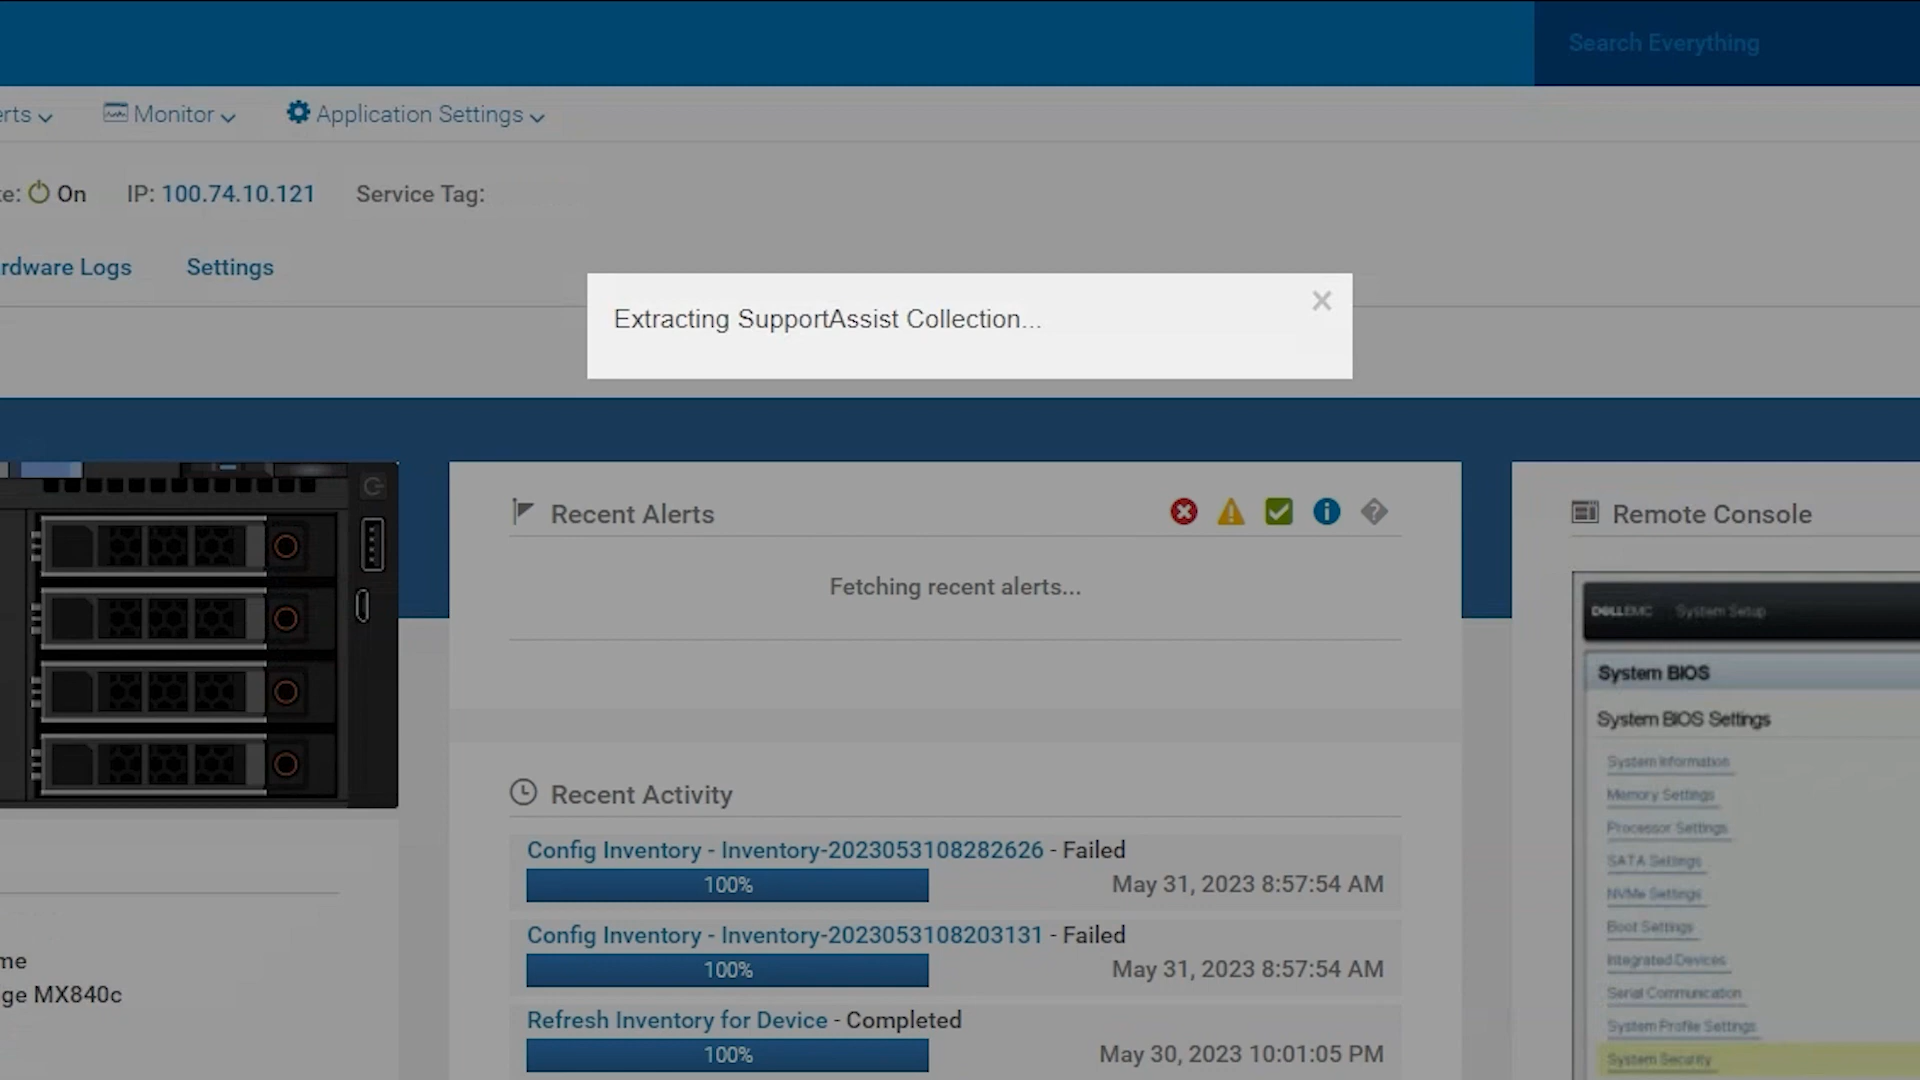 Search Everything
erts
Monitor
Application Settings
te: On
IP: 100.74.10.121
Service Tag:
rdware Logs
Settings
Extracting SupportAssist Collection...
Recent Alerts
Fetching recent alerts...
Recent Activity
Config Inventory - Inventory-2023053108282626 - Failed
100%
May 31, 2023 8:57:54 AM
Config Inventory - Inventory-2023053108203131 - Failed
100%
May 31, 2023 8:57:54 AM
Refresh Inventory for Device - Completed
100%
May 30, 2023 10:01:05 PM
me
ge MX840c
Remote Console
DELLEMC System Setup
System BIOS
System BIOS Settings
System Information
Memory Settings
Processor Settings
SATA Settings
NVMe Settings
Boot Settings
Integrated Devices
Serial Communication
System Profile Settings
System Security